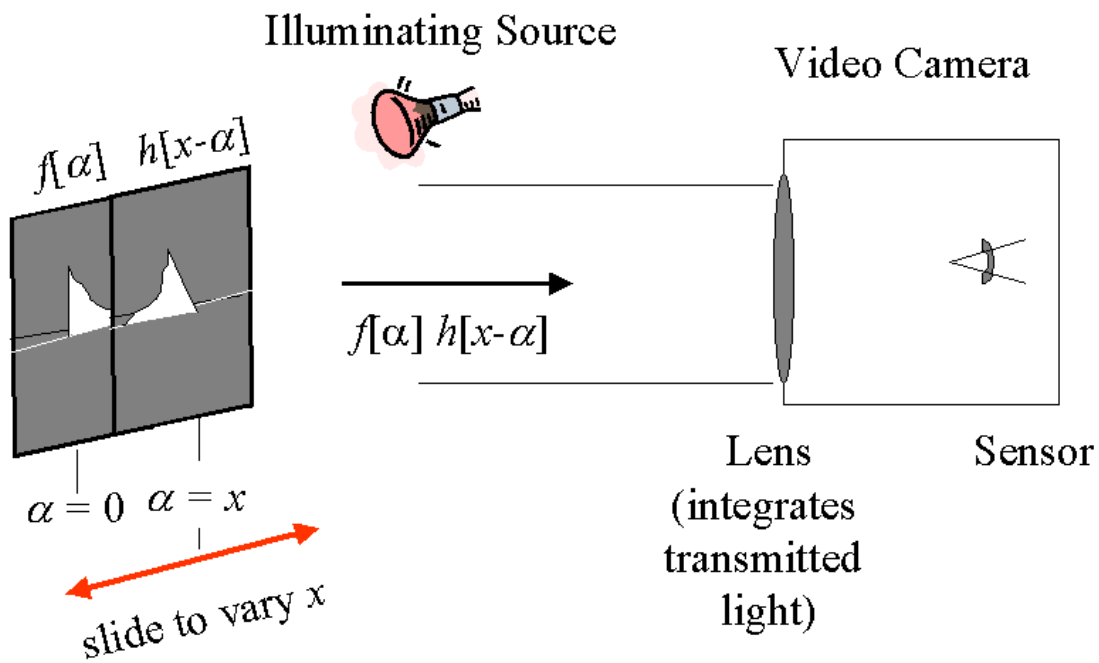 Illuminating Source
Video Camera
f[α] h[x-α]
f[α] h[x-α]
α = 0 α = x
slide to vary x
Lens
(integrates
transmitted
light)
Sensor